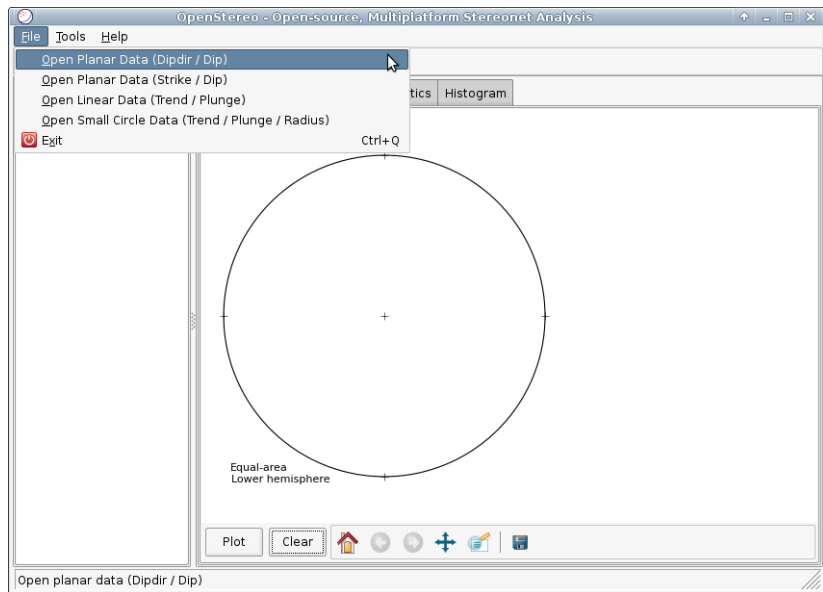 OpenStereo - Open-source, Multiplatform Stereonet Analysis
File Tools Help
Open Planar Data (Dipdir / Dip)
Open Planar Data (Strike / Dip)
Open Linear Data (Trend / Plunge)
Open Small Circle Data (Trend / Plunge / Radius)
Exit Ctrl+Q
tics Histogram
Equal-area
Lower hemisphere
Plot Clear
Open planar data (Dipdir / Dip)